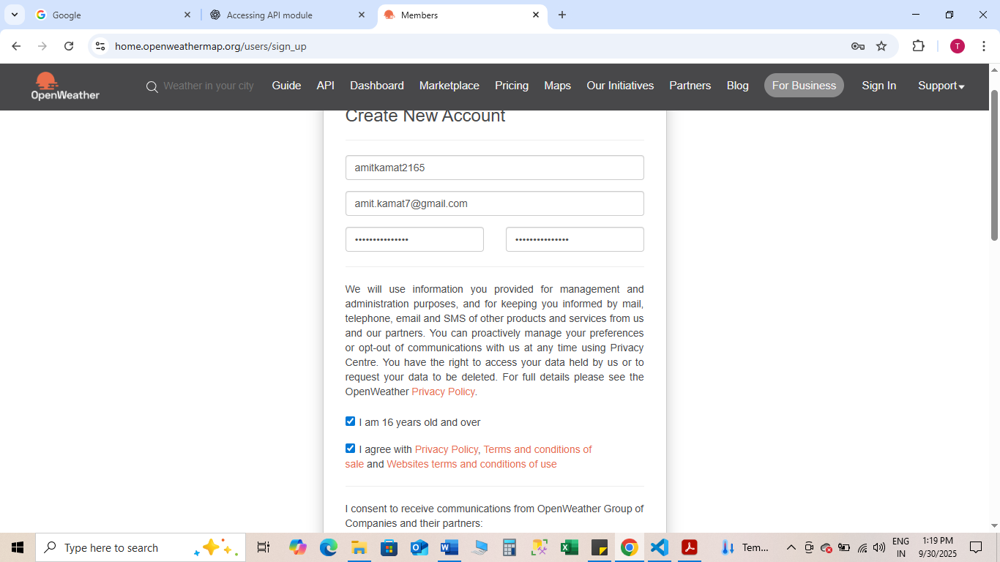 Google
Accessing API module
Members
home.openweathermap.org/users/sign_up
T
OpenWeather
Weather in your city
Guide
API
Dashboard
Marketplace
Pricing
Maps
Our Initiatives
Partners
Blog
For Business
Sign In
Support
Create New Account
amitkamat2165
amit.kamat7@gmail.com
•••••••••••••••
•••••••••••••••
We will use information you provided for management and
administration purposes, and for keeping you informed by mail,
telephone, email and SMS of other products and services from us
and our partners. You can proactively manage your preferences
or opt-out of communications with us at any time using Privacy
Centre. You have the right to access your data held by us or to
request your data to be deleted. For full details please see the
OpenWeather Privacy Policy.
I am 16 years old and over
I agree with Privacy Policy, Terms and conditions of
sale and Websites terms and conditions of use
I consent to receive communications from OpenWeather Group of
Companies and their partners:
Type here to search
Tem...
ENG
IN
1:19 PM
9/30/2025